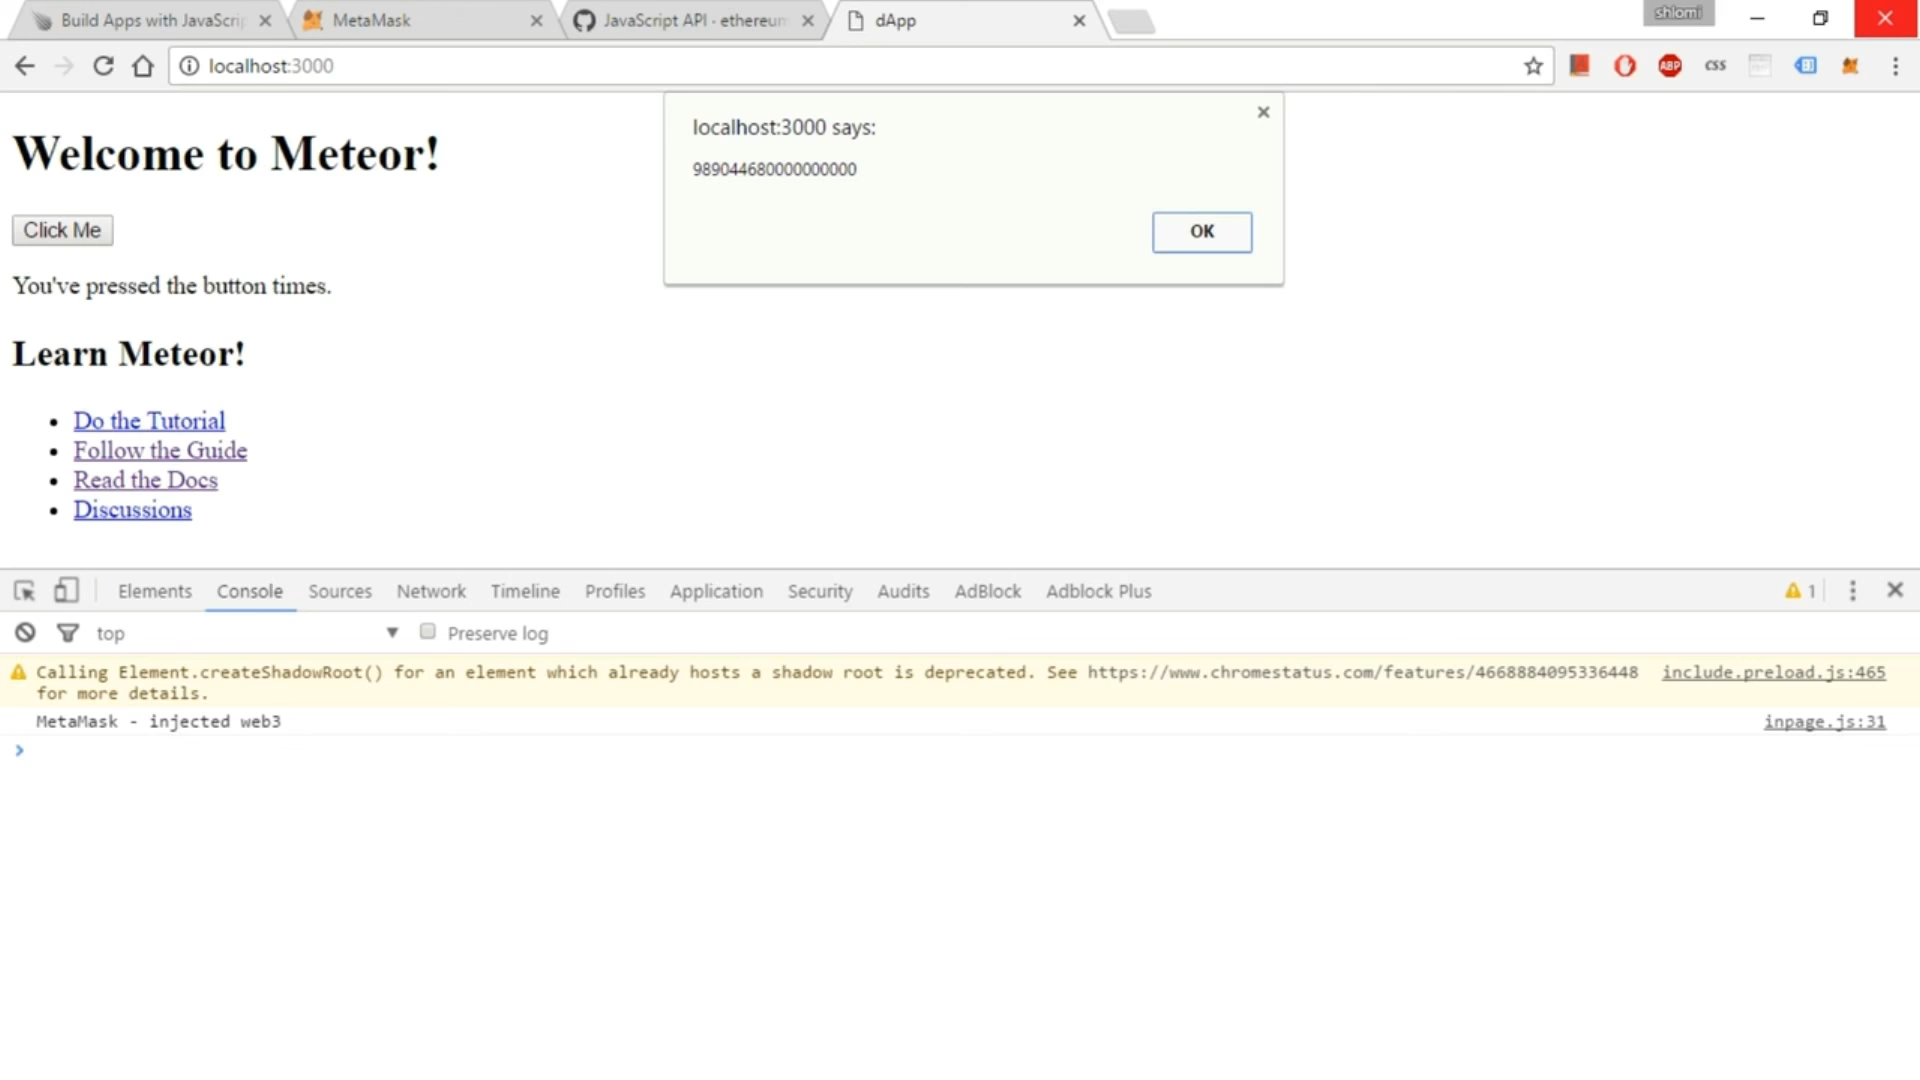 Build Apps with JavaScrip
MetaMask
JavaScript API · ethereum
dApp
shlomi
localhost:3000
ABP
CSS
Welcome to Meteor!
Click Me
You've pressed the button times.
Learn Meteor!
Do the Tutorial
Follow the Guide
Read the Docs
Discussions
localhost:3000 says:
989044680000000000
OK
Elements Console Sources Network Timeline Profiles Application Security Audits AdBlock Adblock Plus 1
top Preserve log
Calling Element.createShadowRoot() for an element which already hosts a shadow root is deprecated. See https://www.chromestatus.com/features/4668884095336448 include.preload.js:465
for more details.
MetaMask - injected web3 inpage.js:31